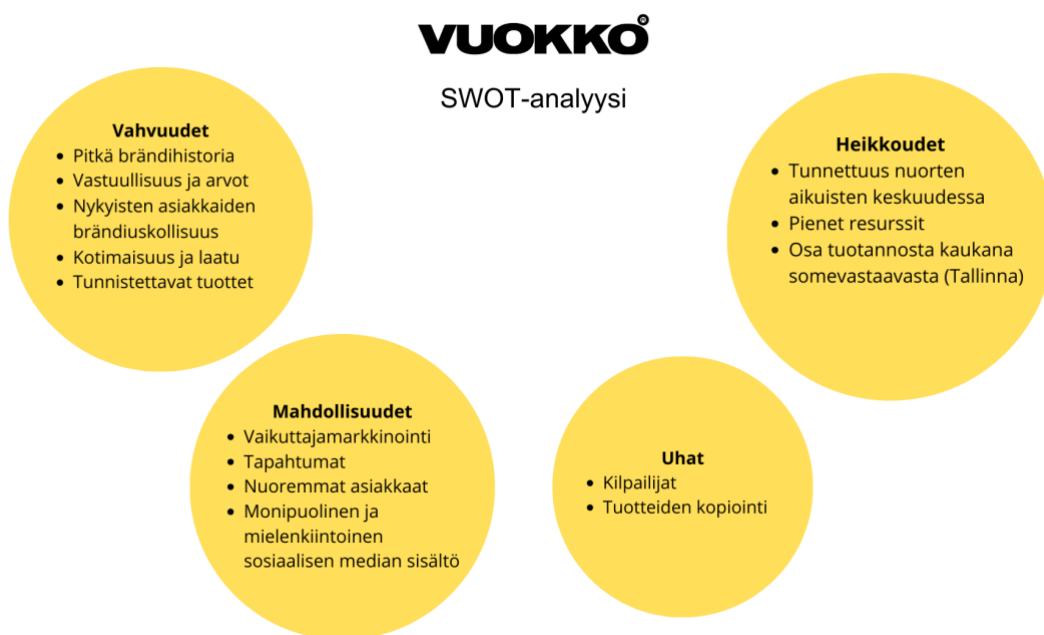 VUOKKO®
SWOT-analyysi
Vahvuudet
• Pitkä brändihistoria
• Vastuullisuus ja arvot
• Nykyisten asiakkaiden
brändiuskollisuus
• Kotimaisuus ja laatu
• Tunnistettavat tuottet
Heikkoudet
• Tunnettuus nuorten
aikuisten keskuudessa
• Pienet resurssit
• Osa tuotannosta kaukana
somevastaavasta (Tallinna)
Mahdollisuudet
• Vaikuttajamarkkinointi
• Tapahtumat
• Nuoremmat asiakkaat
• Monipuolinen ja
mielenkiintoinen
sosiaalisen median sisältö
Uhat
• Kilpailijat
• Tuotteiden kopiointi